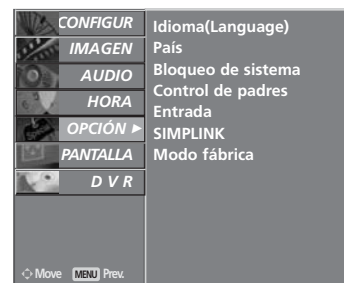 CONFIGUR
IMAGEN
AUDIO
HORA
OPCIÓN ►
PANTALLA
D V R
Move MENU Prev.
Idioma(Language)
País
Bloqueo de sistema
Control de padres
Entrada
SIMPLINK
Modo fábrica